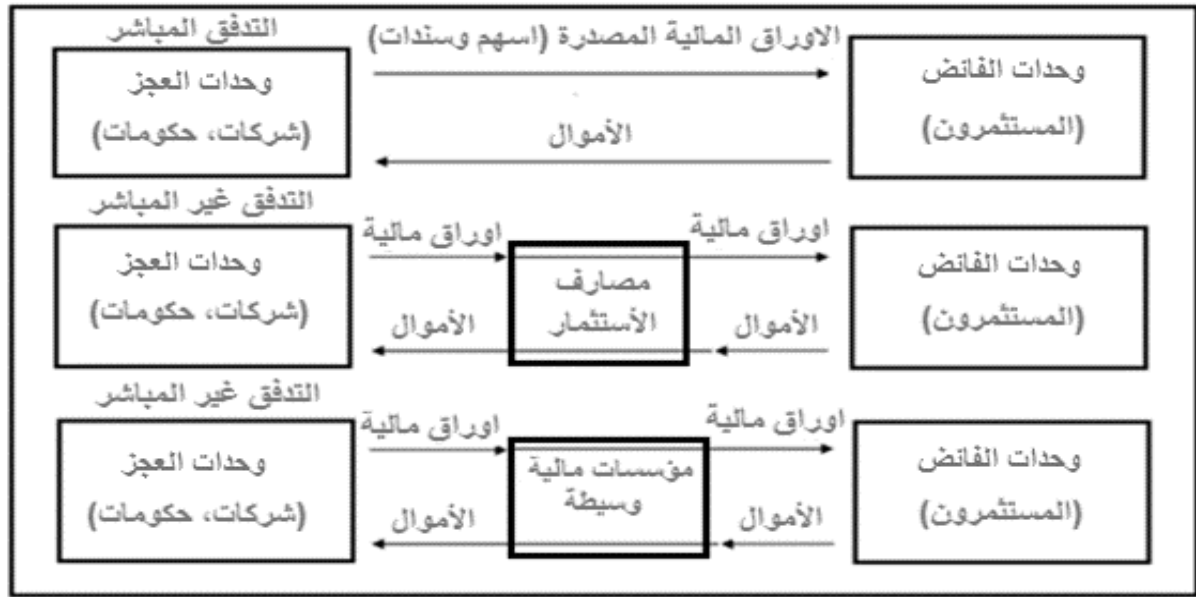 التدفق المباشر
الاوراق المالية المصدرة (اسهم وسندات)
وحدات الفائض
(المستثمرون)
وحدات العجز
(شركات، حكومات)
الأموال
التدفق غير المباشر
وحدات الفائض
(المستثمرون)
اوراق مالية
اوراق مالية
مصارف
الأستثمار
وحدات العجز
(شركات، حكومات)
الأموال
الأموال
التدفق غير المباشر
وحدات الفائض
(المستثمرون)
اوراق مالية
اوراق مالية
مؤسسات مالية
وسيطة
وحدات العجز
(شركات، حكومات)
الأموال
الأموال